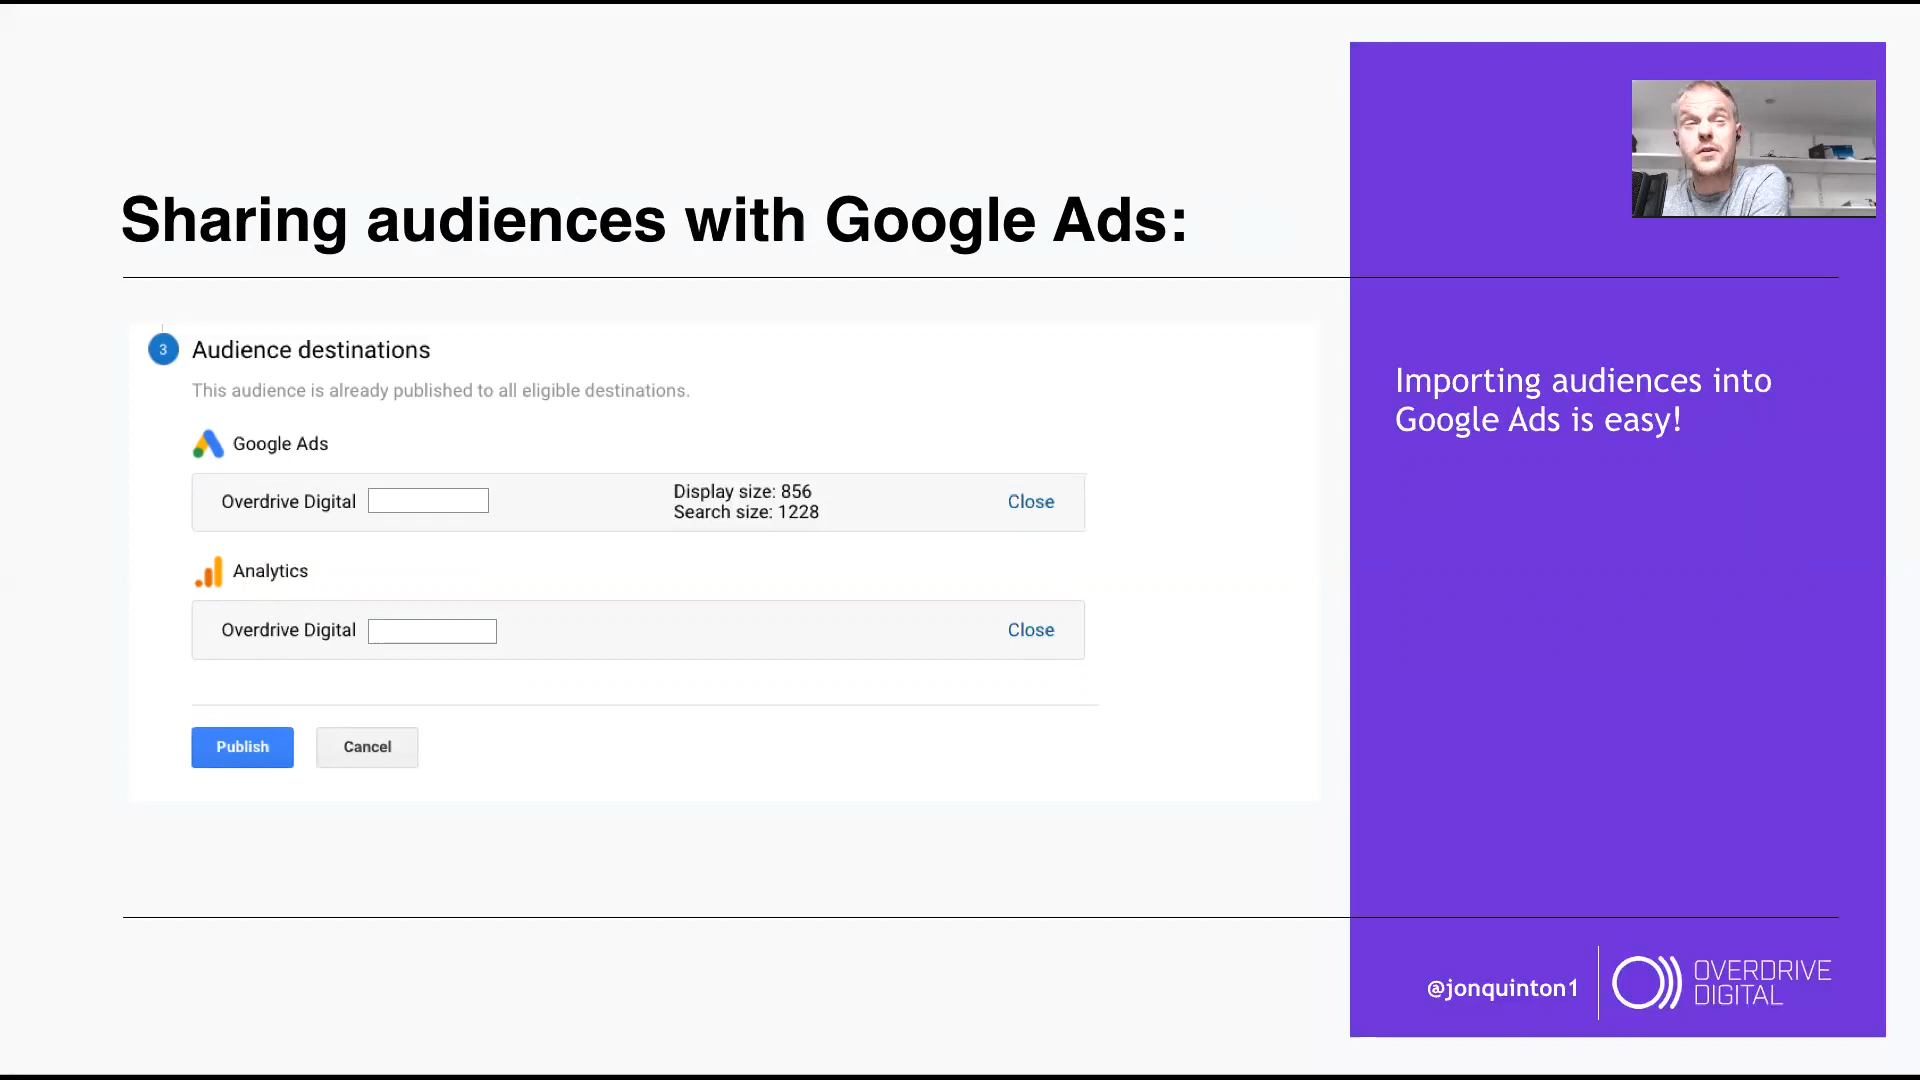 Sharing audiences with Google Ads:
3 Audience destinations
This audience is already published to all eligible destinations.
Google Ads
Overdrive Digital
Display size: 856
Search size: 1228
Close
Analytics
Overdrive Digital
Close
Publish
Cancel
Importing audiences into
Google Ads is easy!
@jonquinton1
OVERDRIVE
DIGITAL